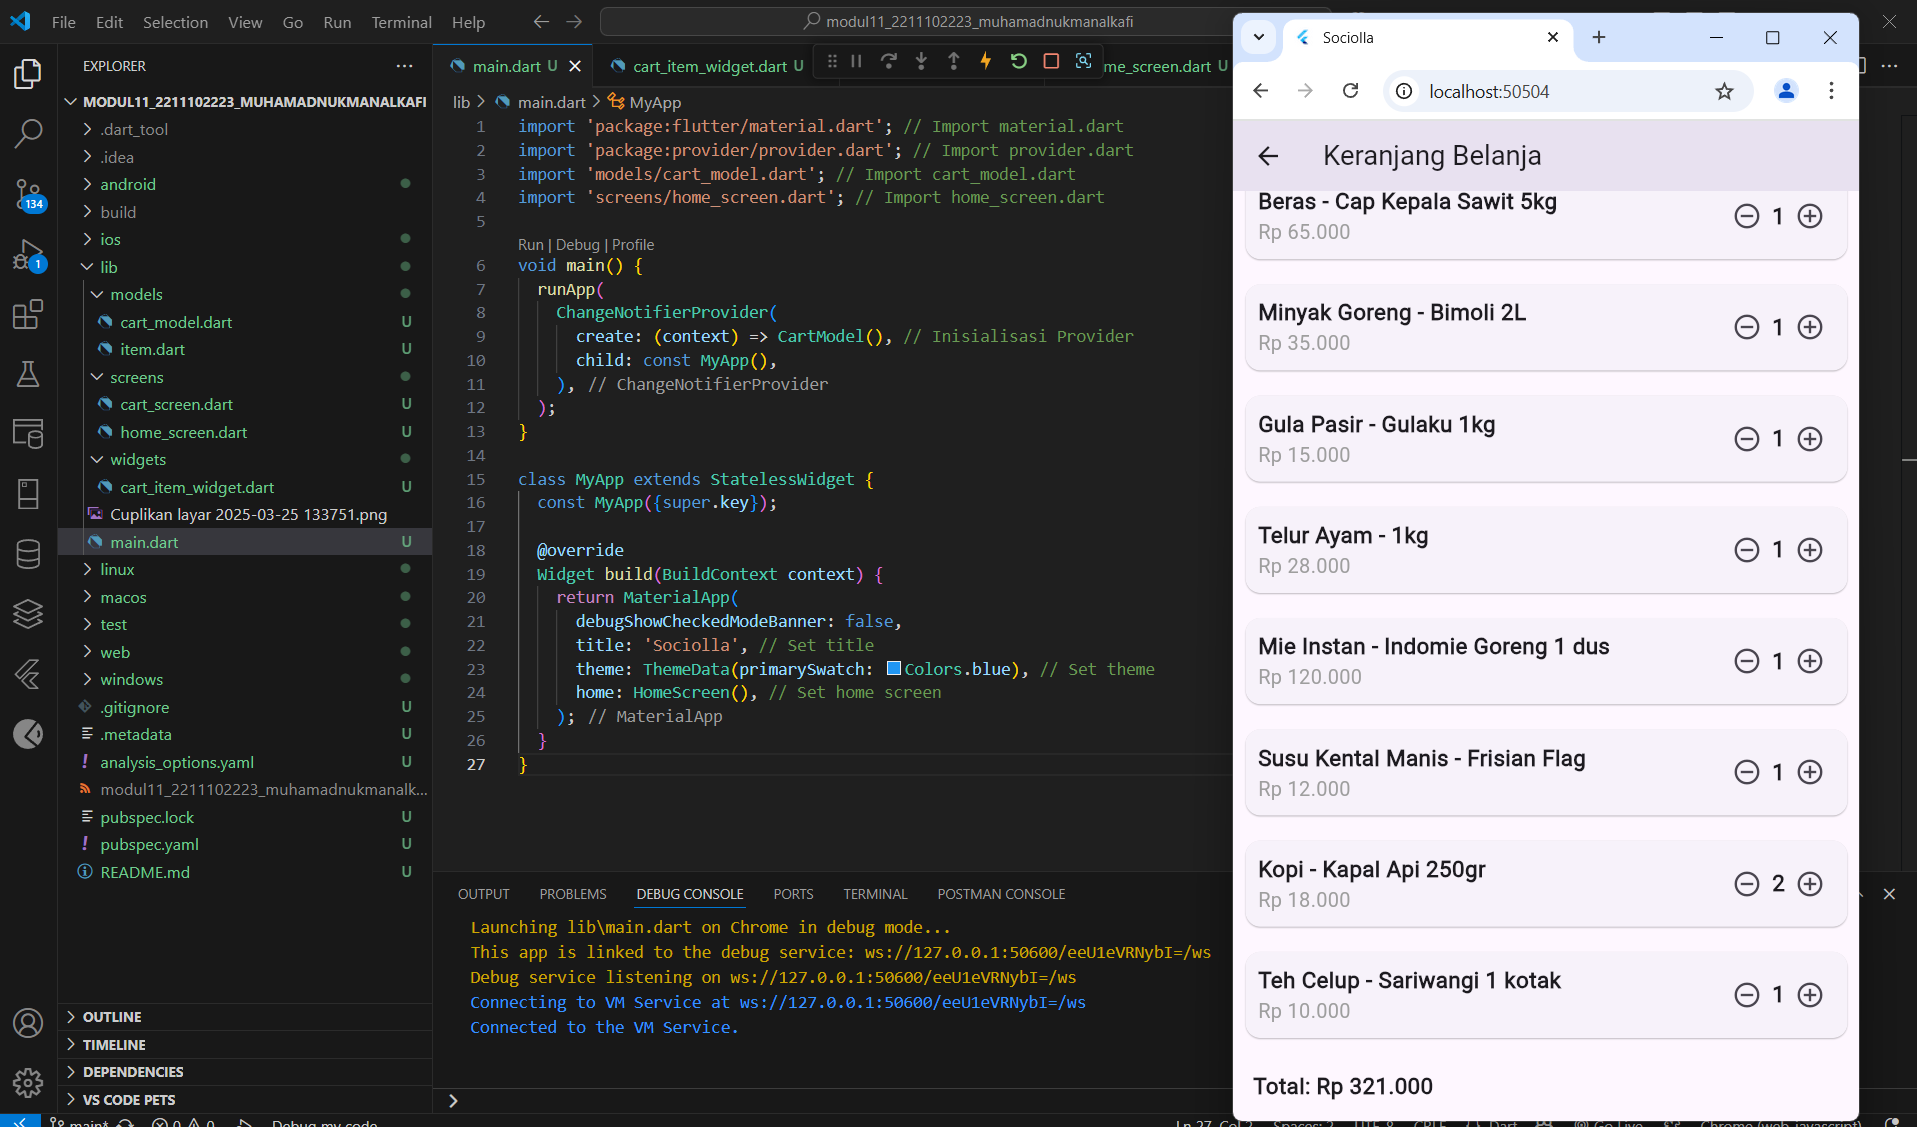 File Edit Selection View Go Run Terminal Help
modul11_2211102223_muhamadnukmanalkafi
EXPLORER
MODUL11_2211102223_MUHAMADNUKMANALKAFI
.dart_tool
.idea
android
build
ios
lib
models
cart_model.dart U
item.dart U
screens
cart_screen.dart U
home_screen.dart U
widgets
cart_item_widget.dart U
Cuplikan layar 2025-03-25 133751.png
main.dart U
linux
macos
test
web
windows
.gitignore U
.metadata U
analysis_options.yaml U
modul11_2211102223_muhamadnukmanalk...
pubspec.lock U
pubspec.yaml U
README.md U
OUTLINE
TIMELINE
DEPENDENCIES
VS CODE PETS
134
1
main.dart U
cart_item_widget.dart U
me_screen.dart U
lib > main.dart > MyApp
1 import 'package:flutter/material.dart'; // Import material.dart
2 import 'package:provider/provider.dart'; // Import provider.dart
3 import 'models/cart_model.dart'; // Import cart_model.dart
4 import 'screens/home_screen.dart'; // Import home_screen.dart
5
Run | Debug | Profile
6 void main() {
7 runApp(
8 ChangeNotifierProvider(
9 create: (context) => CartModel(), // Inisialisasi Provider
10 child: const MyApp(),
11 ), // ChangeNotifierProvider
12 );
13 }
14
15 class MyApp extends StatelessWidget {
16 const MyApp({super.key});
17
18 @override
19 Widget build(BuildContext context) {
20 return MaterialApp(
21 debugShowCheckedModeBanner: false,
22 title: 'Sociolla', // Set title
23 theme: ThemeData(primarySwatch: Colors.blue), // Set theme
24 home: HomeScreen(), // Set home screen
25 ); // MaterialApp
26 }
27 }
OUTPUT PROBLEMS DEBUG CONSOLE PORTS TERMINAL POSTMAN CONSOLE
Launching lib\main.dart on Chrome in debug mode...
This app is linked to the debug service: ws://127.0.0.1:50600/eeU1eVRNybI=/ws
Debug service listening on ws://127.0.0.1:50600/eeU1eVRNybI=/ws
Connecting to VM Service at ws://127.0.0.1:50600/eeU1eVRNybI=/ws
Connected to the VM Service.
main* 0 0 Debug my code
Ln 27, Col 2 Spaces: 2 UTF-8 CRLF Dart Go Live Chrome (web-javascript)
Sociolla
localhost:50504
Keranjang Belanja
Beras - Cap Kepala Sawit 5kg
Rp 65.000
1
Minyak Goreng - Bimoli 2L
Rp 35.000
1
Gula Pasir - Gulaku 1kg
Rp 15.000
1
Telur Ayam - 1kg
Rp 28.000
1
Mie Instan - Indomie Goreng 1 dus
Rp 120.000
1
Susu Kental Manis - Frisian Flag
Rp 12.000
1
Kopi - Kapal Api 250gr
Rp 18.000
2
Teh Celup - Sariwangi 1 kotak
Rp 10.000
1
Total: Rp 321.000